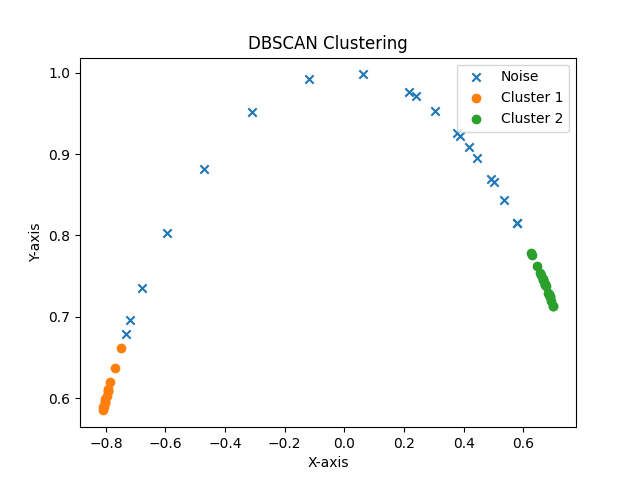 DBSCAN Clustering
Noise
Cluster 1
Cluster 2
1.0
0.9
0.8
0.7
0.6
Y-axis
−0.8 −0.6 −0.4 −0.2 0.0 0.2 0.4 0.6
X-axis